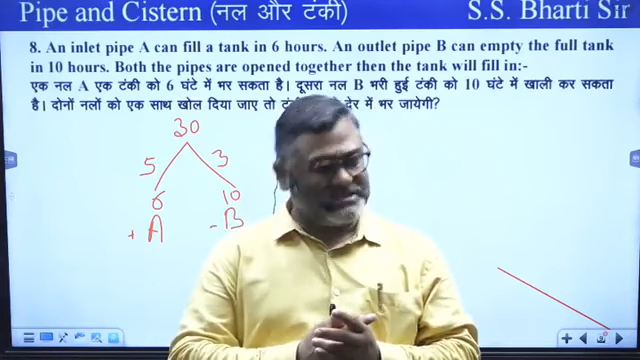 Pipe and Cistern (नल और टंकी) S.S. Bharti Sir
8. An inlet pipe A can fill a tank in 6 hours. An outlet pipe B can empty the full tank
in 10 hours. Both the pipes are opened together then the tank will fill in:-
एक नल A एक टंकी को 6 घंटे में भर सकता है। दूसरा नल B भरी हुई टंकी को 10 घंटे में खाली कर सकता
है। दोनों नलों को एक साथ खोल दिया जाए तो देर में भर जायेगी?
30
5 3
6 10
+ A - B